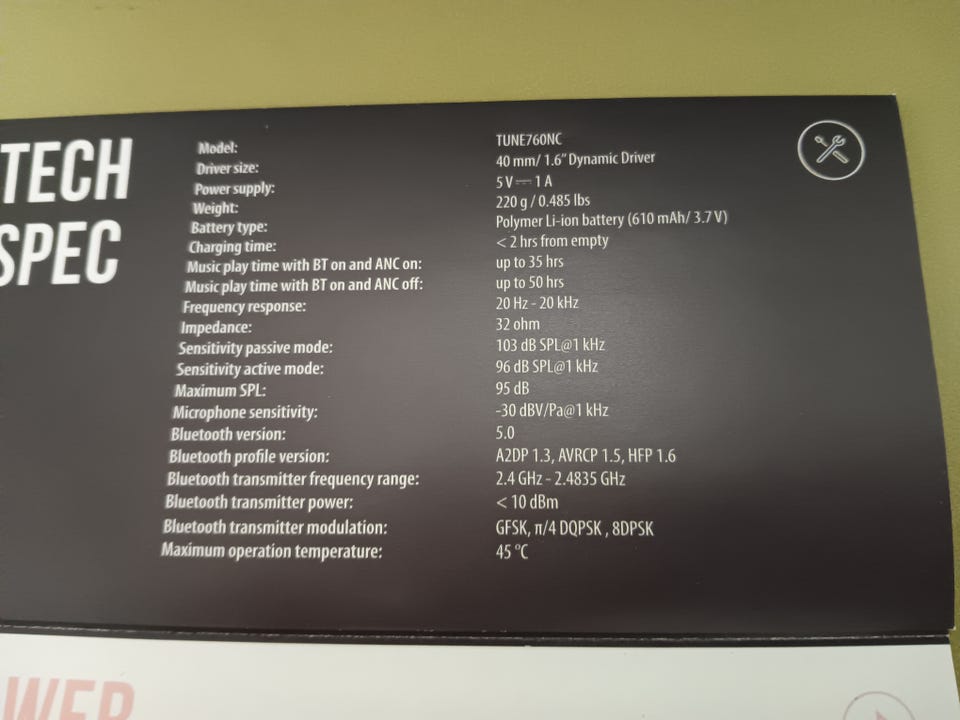 TECH
SPEC
Model: TUNE760NC
Driver size: 40 mm/ 1.6” Dynamic Driver
Power supply: 5 V⎓ 1 A
Weight: 220 g / 0.485 lbs
Battery type: Polymer Li-ion battery (610 mAh/ 3.7 V)
Charging time: < 2 hrs from empty
Music play time with BT on and ANC on: up to 35 hrs
Music play time with BT on and ANC off: up to 50 hrs
Frequency response: 20 Hz - 20 kHz
Impedance: 32 ohm
Sensitivity passive mode: 103 dB SPL@1 kHz
Sensitivity active mode: 96 dB SPL@1 kHz
Maximum SPL: 95 dB
Microphone sensitivity: -30 dBV/Pa@1 kHz
Bluetooth version: 5.0
Bluetooth profile version: A2DP 1.3, AVRCP 1.5, HFP 1.6
Bluetooth transmitter frequency range: 2.4 GHz - 2.4835 GHz
Bluetooth transmitter power: < 10 dBm
Bluetooth transmitter modulation: GFSK, π/4 DQPSK , 8DPSK
Maximum operation temperature: 45 °C